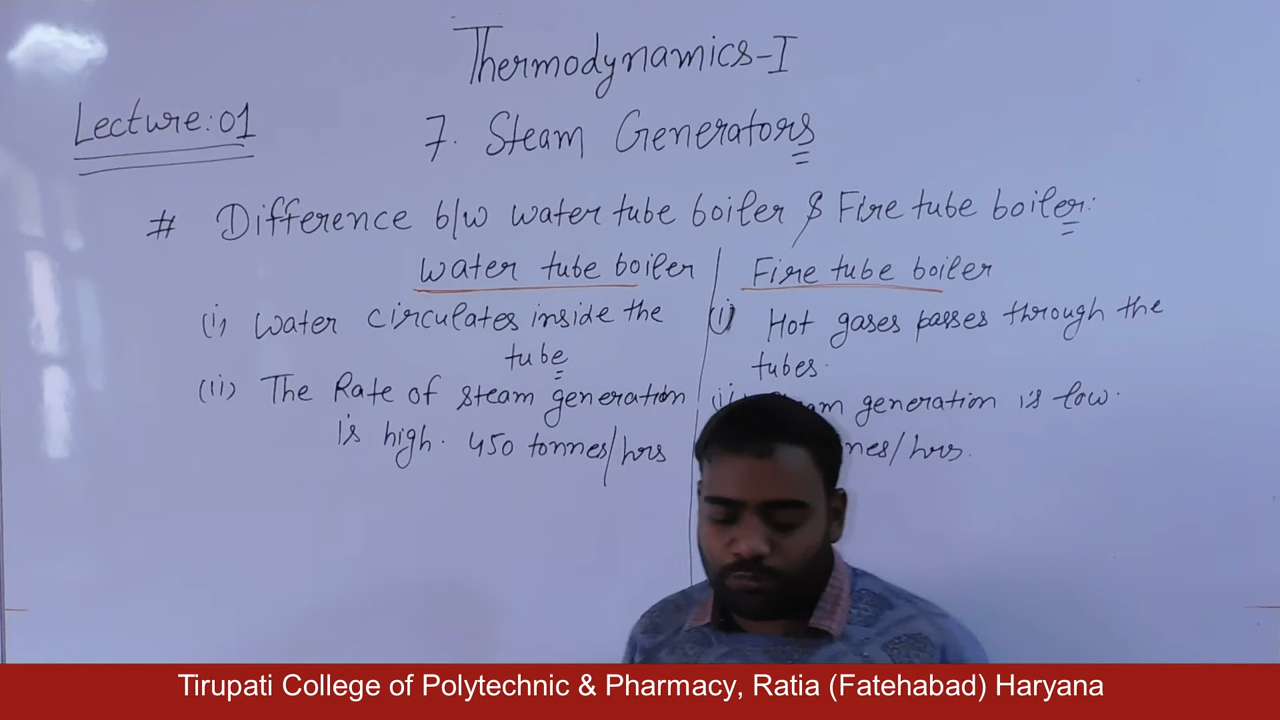 Thermodynamics-I
Lecture:01
7. Steam Generators
# Difference b/w water tube boiler & Fire tube boiler:
Water tube boiler
(i) Water circulates inside the
tube
(ii) The Rate of steam generation
is high. 450 tonnes/hrs
Fire tube boiler
(i) Hot gases passes through the
tubes.
generation is low.
/hrs.
Tirupati College of Polytechnic & Pharmacy, Ratia (Fatehabad) Haryana